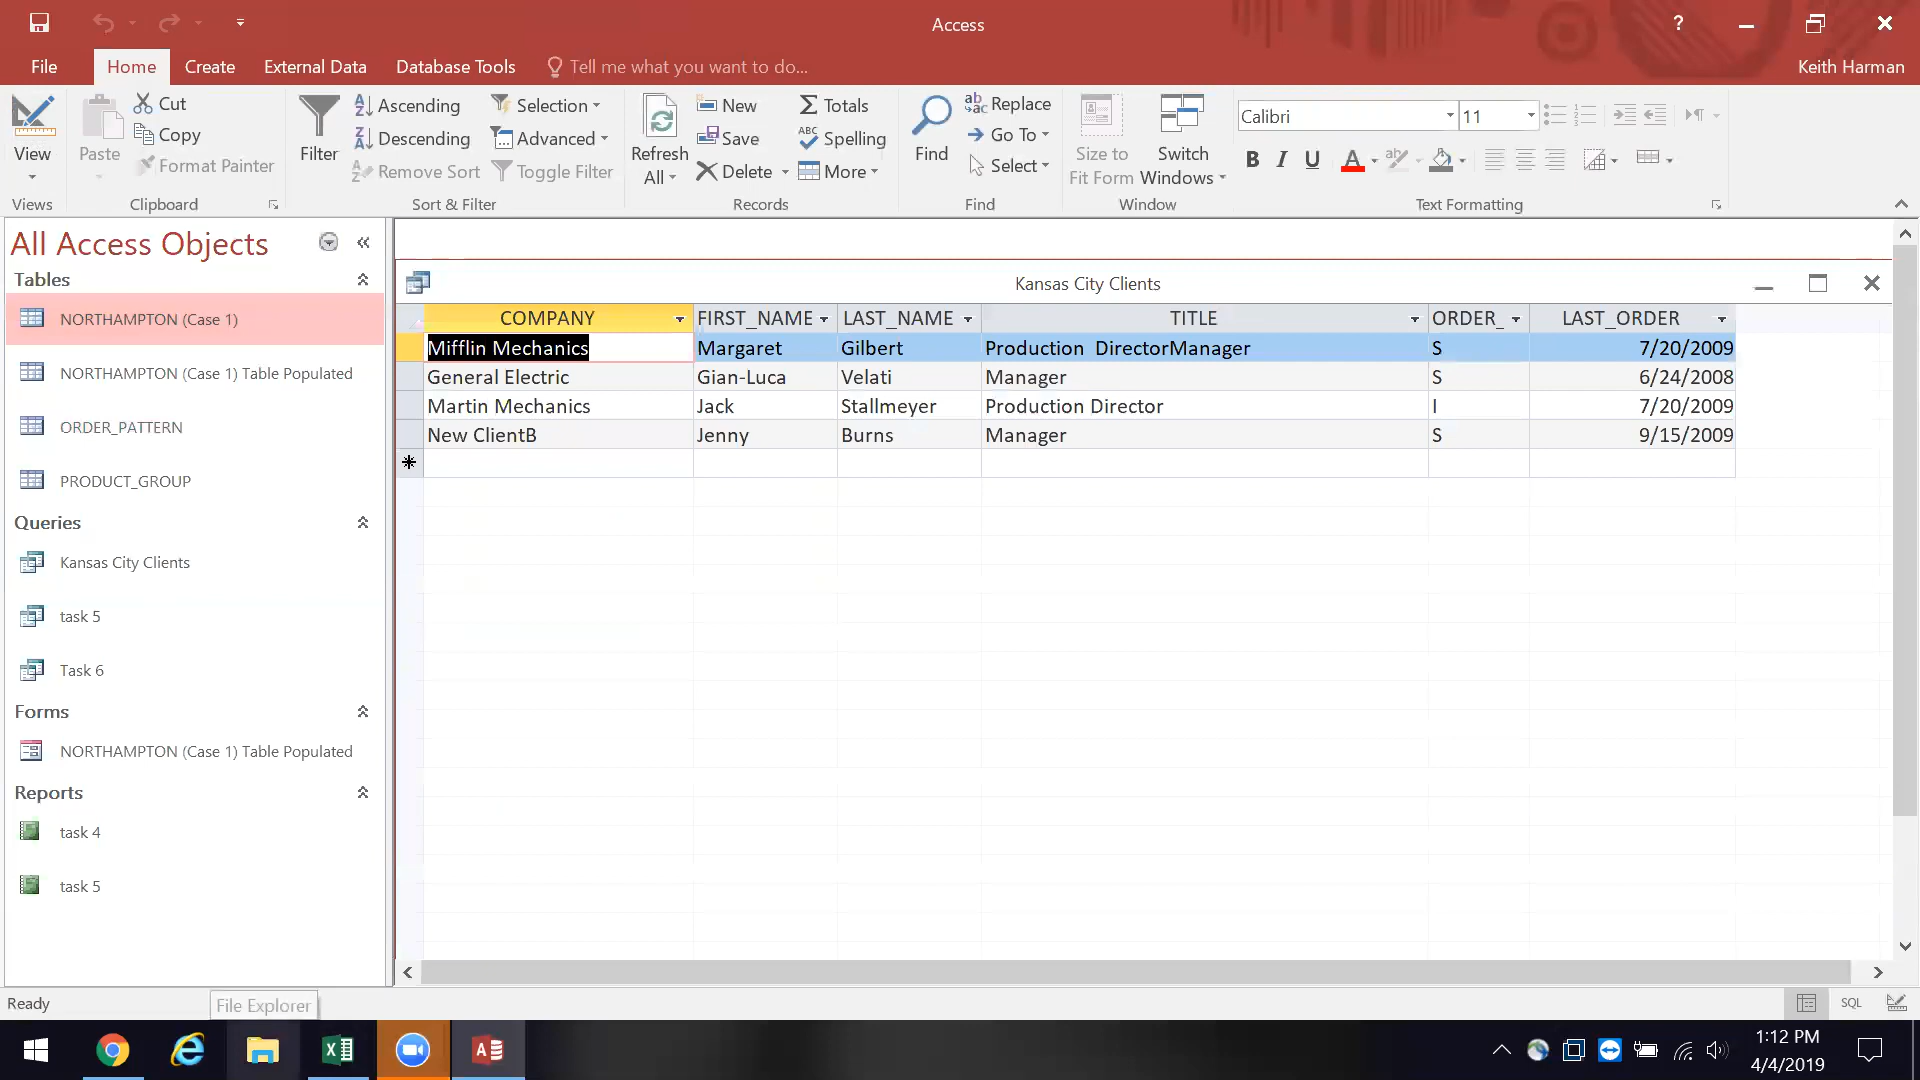 Access
?
File
Home
Create
External Data
Database Tools
Tell me what you want to do...
Keith Harman
View
Views
Paste
Cut
Copy
Format Painter
Clipboard
Filter
Ascending
Descending
Remove Sort
Selection
Advanced
Toggle Filter
Sort & Filter
Refresh
All
New
Save
Delete
Totals
Spelling
More
Records
Find
Replace
Go To
Select
Find
Size to
Fit Form
Switch
Windows
Window
Calibri
11
B I U A
Text Formatting
All Access Objects
Tables
NORTHAMPTON (Case 1)
NORTHAMPTON (Case 1) Table Populated
ORDER_PATTERN
PRODUCT_GROUP
Queries
Kansas City Clients
task 5
Task 6
Forms
NORTHAMPTON (Case 1) Table Populated
Reports
task 4
task 5
Kansas City Clients
COMPANY FIRST_NAME LAST_NAME TITLE ORDER_ LAST_ORDER
Mifflin Mechanics Margaret Gilbert Production  DirectorManager S 7/20/2009
General Electric Gian-Luca Velati Manager S 6/24/2008
Martin Mechanics Jack Stallmeyer Production Director I 7/20/2009
New ClientB Jenny Burns Manager S 9/15/2009
Ready
File Explorer
SQL
1:12 PM
4/4/2019